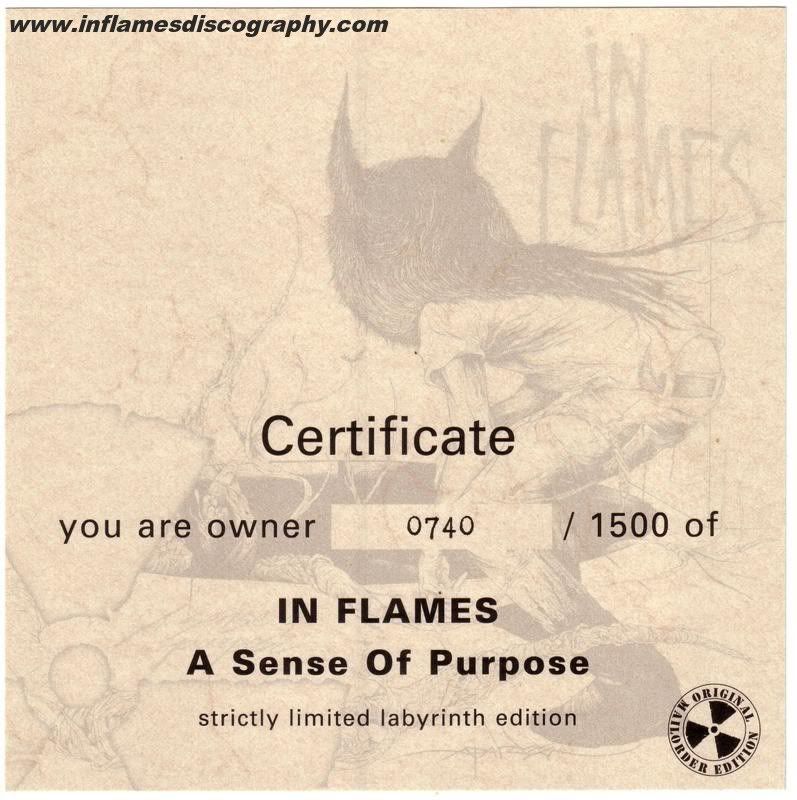 www.inflamesdiscography.com
IN
FLAMES
Certificate
you are owner 0740 / 1500 of
IN FLAMES
A Sense Of Purpose
strictly limited labyrinth edition
ORIGINAL
MAILORDER EDITION